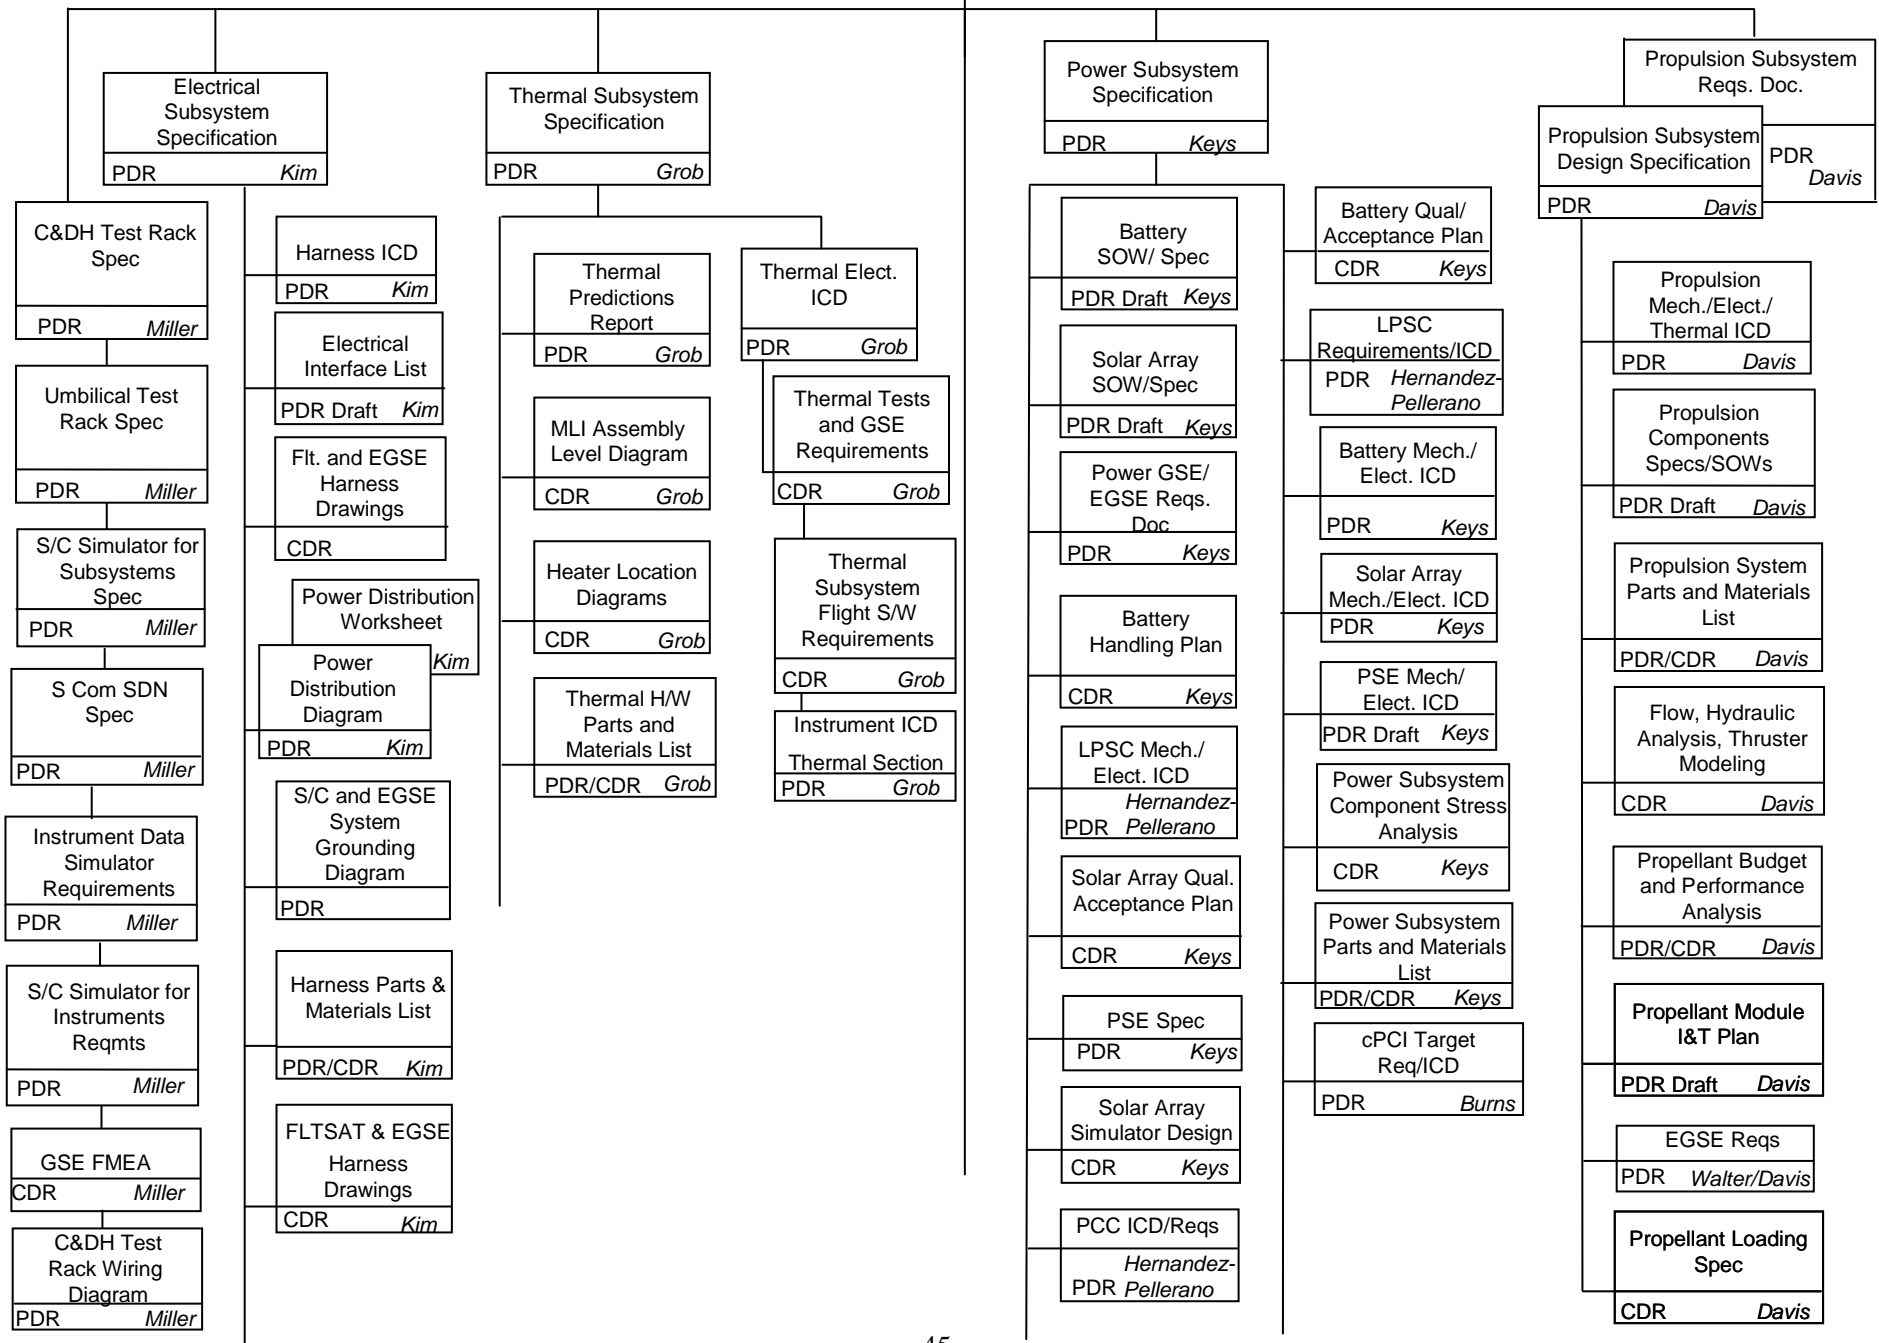 C&DH Test Rack
Spec
PDR Miller
Umbilical Test
Rack Spec
PDR Miller
S/C Simulator for
Subsystems
Spec
PDR Miller
S Com SDN
Spec
PDR Miller
Instrument Data
Simulator
Requirements
PDR Miller
S/C Simulator for
Instruments
Reqmts
PDR Miller
GSE FMEA
CDR Miller
C&DH Test
Rack Wiring
Diagram
PDR Miller
Electrical
Subsystem
Specification
PDR Kim
Harness ICD
PDR Kim
Electrical
Interface List
PDR Draft Kim
Flt. and EGSE
Harness
Drawings
CDR
Power Distribution
Worksheet
Kim
Power
Distribution
Diagram
PDR Kim
S/C and EGSE
System
Grounding
Diagram
PDR
Harness Parts &
Materials List
PDR/CDR Kim
FLTSAT & EGSE
Harness
Drawings
CDR Kim
Thermal Subsystem
Specification
PDR Grob
Thermal
Predictions
Report
PDR Grob
MLI Assembly
Level Diagram
CDR Grob
Heater Location
Diagrams
CDR Grob
Thermal H/W
Parts and
Materials List
PDR/CDR Grob
Thermal Elect.
ICD
PDR Grob
Thermal Tests
and GSE
Requirements
CDR Grob
Thermal
Subsystem
Flight S/W
Requirements
CDR Grob
Instrument ICD
Thermal Section
PDR Grob
Power Subsystem
Specification
PDR Keys
Battery
SOW/ Spec
PDR Draft Keys
Solar Array
SOW/Spec
PDR Draft Keys
Power GSE/
EGSE Reqs.
Doc
PDR Keys
Battery
Handling Plan
CDR Keys
LPSC Mech./
Elect. ICD
Hernandez-
PDR Pellerano
Solar Array Qual.
Acceptance Plan
CDR Keys
PSE Spec
PDR Keys
Solar Array
Simulator Design
CDR Keys
PCC ICD/Reqs
Hernandez-
PDR Pellerano
Battery Qual/
Acceptance Plan
CDR Keys
LPSC
Requirements/ICD
PDR Hernandez-
Pellerano
Battery Mech./
Elect. ICD
PDR Keys
Solar Array
Mech./Elect. ICD
PDR Keys
PSE Mech/
Elect. ICD
PDR Draft Keys
Power Subsystem
Component Stress
Analysis
CDR Keys
Power Subsystem
Parts and Materials
List
PDR/CDR Keys
cPCI Target
Req/ICD
PDR Burns
Propulsion Subsystem
Reqs. Doc.
PDR
Davis
Propulsion Subsystem
Design Specification
PDR Davis
Propulsion
Mech./Elect./
Thermal ICD
PDR Davis
Propulsion
Components
Specs/SOWs
PDR Draft Davis
Propulsion System
Parts and Materials
List
PDR/CDR Davis
Flow, Hydraulic
Analysis, Thruster
Modeling
CDR Davis
Propellant Budget
and Performance
Analysis
PDR/CDR Davis
Propellant Module
I&T Plan
PDR Draft Davis
EGSE Reqs
PDR Walter/Davis
Propellant Loading
Spec
CDR Davis